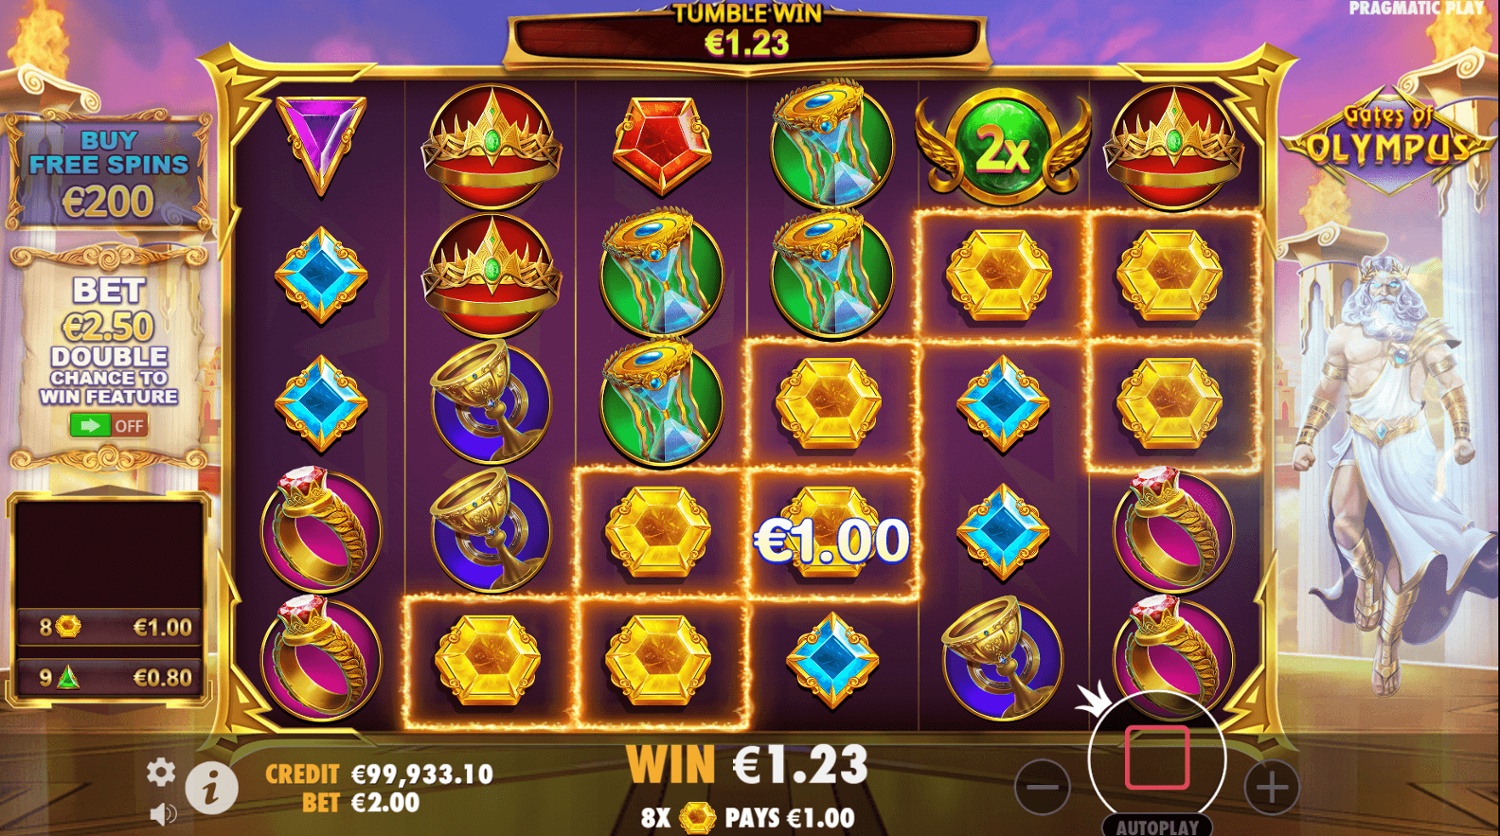 TUMBLE WIN
€1.23
PRAGMATIC PLAY
BUY
FREE SPINS
€200
2x
Gates of
OLYMPUS
BET
€2.50
DOUBLE
CHANCE TO
WIN FEATURE
OFF
€1.00
8 €1.00
9 €0.80
CREDIT €99,933.10
BET €2.00
WIN €1.23
8X PAYS €1.00
AUTOPLAY